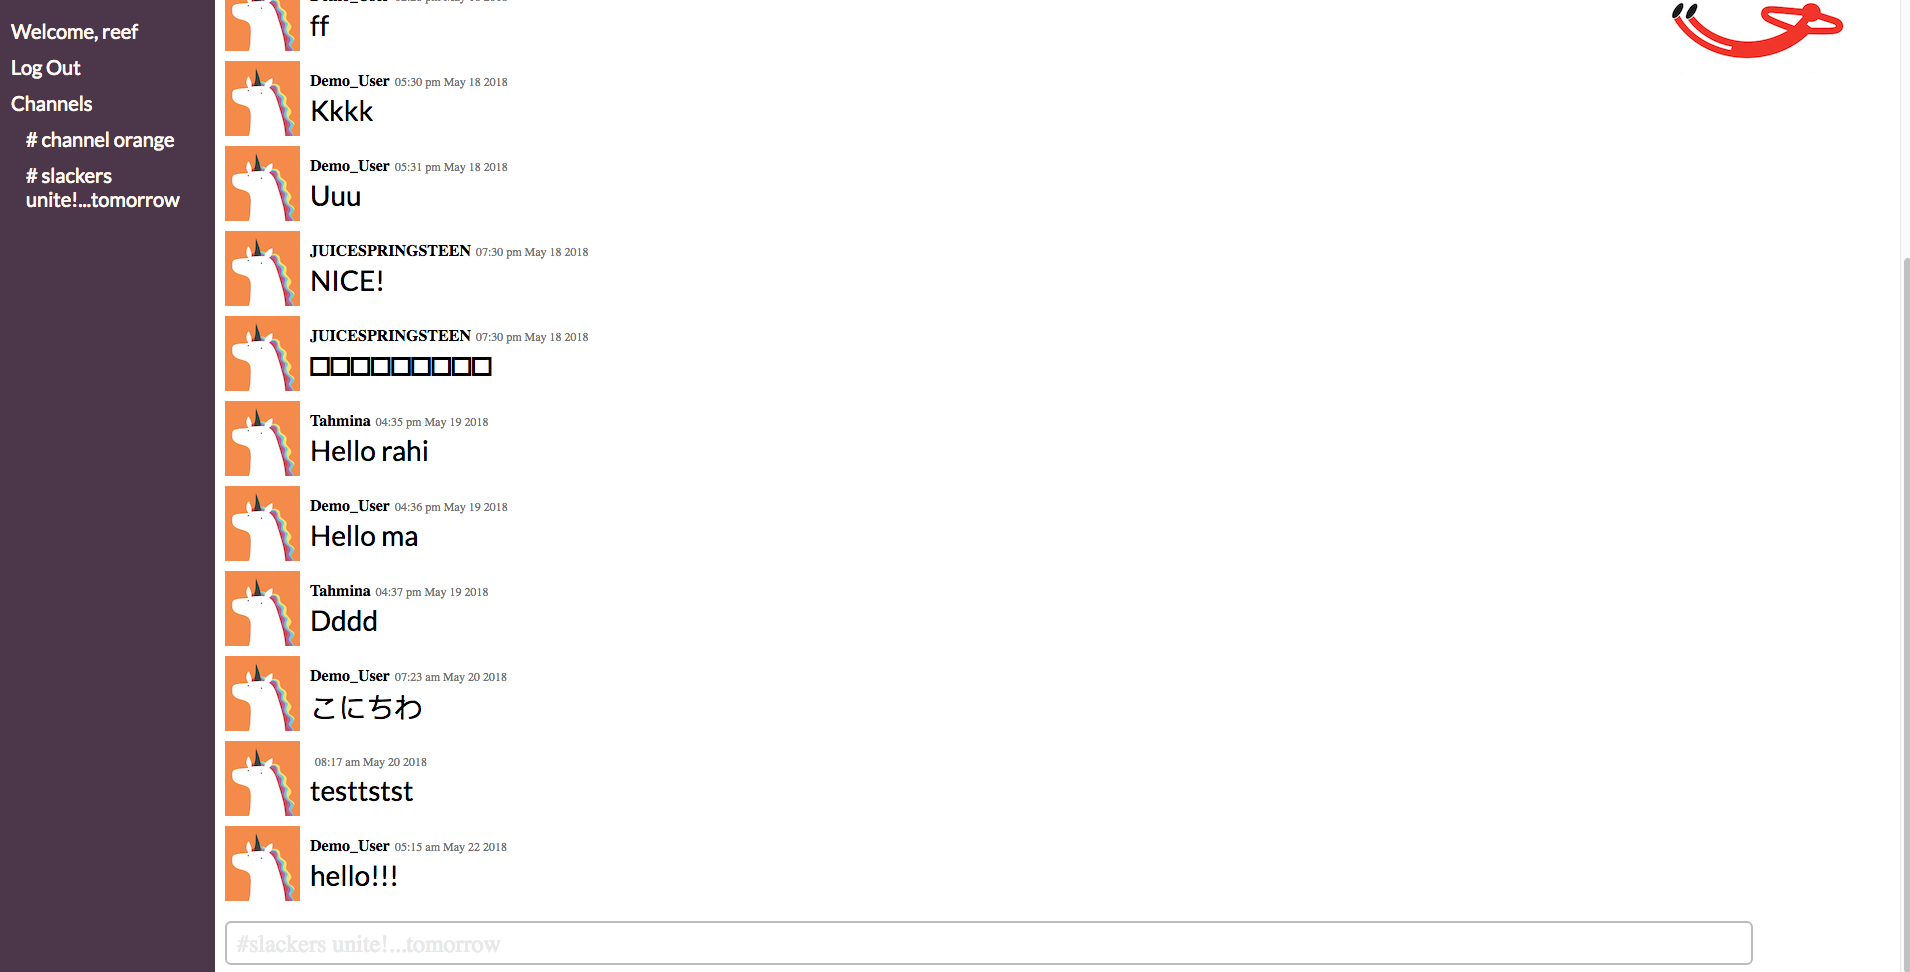 Welcome, reef
Log Out
Channels
# channel orange
# slackers
unite!...tomorrow
ff
Demo_User 05:30 pm May 18 2018
Kkkk
Demo_User 05:31 pm May 18 2018
Uuu
JUICESPRINGSTEEN 07:30 pm May 18 2018
NICE!
JUICESPRINGSTEEN 07:30 pm May 18 2018
□□□□□□□□□
Tahmina 04:35 pm May 19 2018
Hello rahi
Demo_User 04:36 pm May 19 2018
Hello ma
Tahmina 04:37 pm May 19 2018
Dddd
Demo_User 07:23 am May 20 2018
こにちわ
08:17 am May 20 2018
testtstst
Demo_User 05:15 am May 22 2018
hello!!!
#slackers unite!...tomorrow